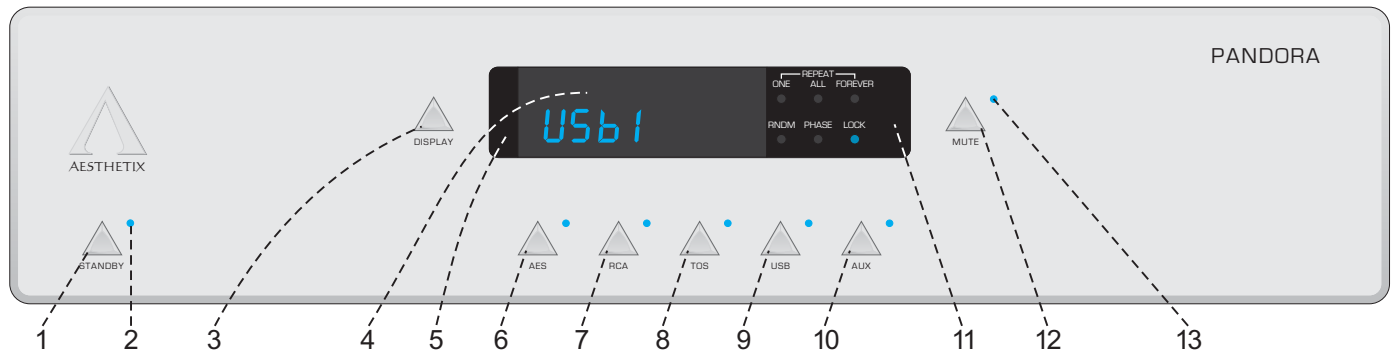 PANDORA
REPEAT
ONE ALL FOREVER
USb1
RNDM PHASE LOCK
DISPLAY
MUTE
AESTHETIX
STANDBY
AES RCA TOS USB AUX
1 2 3 4 5 6 7 8 9 10 11 12 13